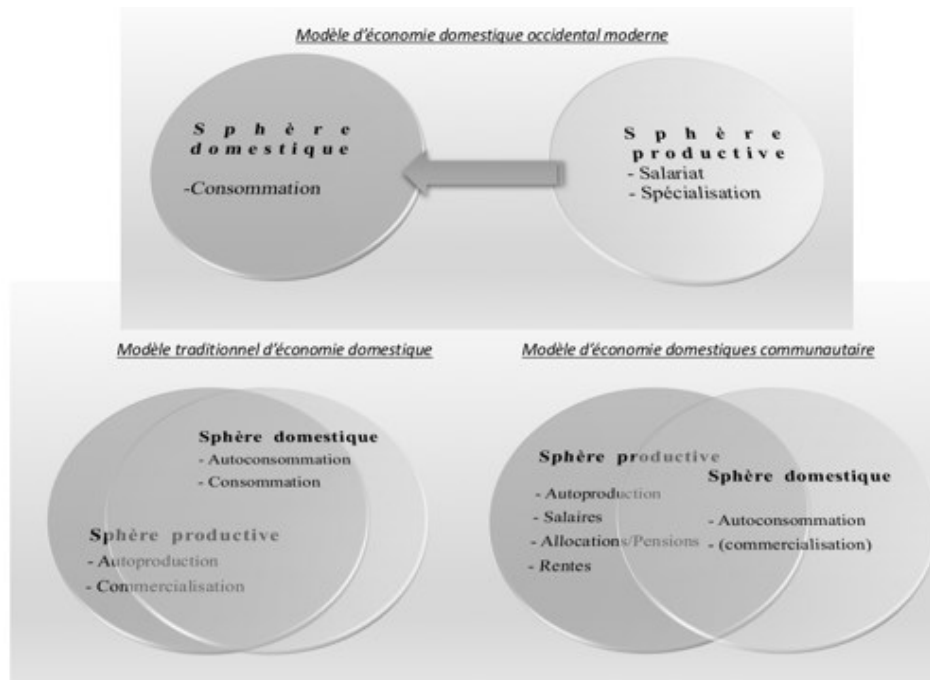 Modèle d'économie domestique occidental moderne
Sphère
domestique
-Consommation
Sphère
productive
- Salariat
- Spécialisation
Modèle traditionnel d'économie domestique
Sphère domestique
- Autoconsommation
- Consommation
Sphère productive
- Autoproduction
- Commercialisation
Modèle d'économie domestiques communautaire
Sphère productive
- Autoproduction
- Salaires
- Allocations/Pensions
- Rentes
Sphère domestique
- Autoconsommation
- (commercialisation)